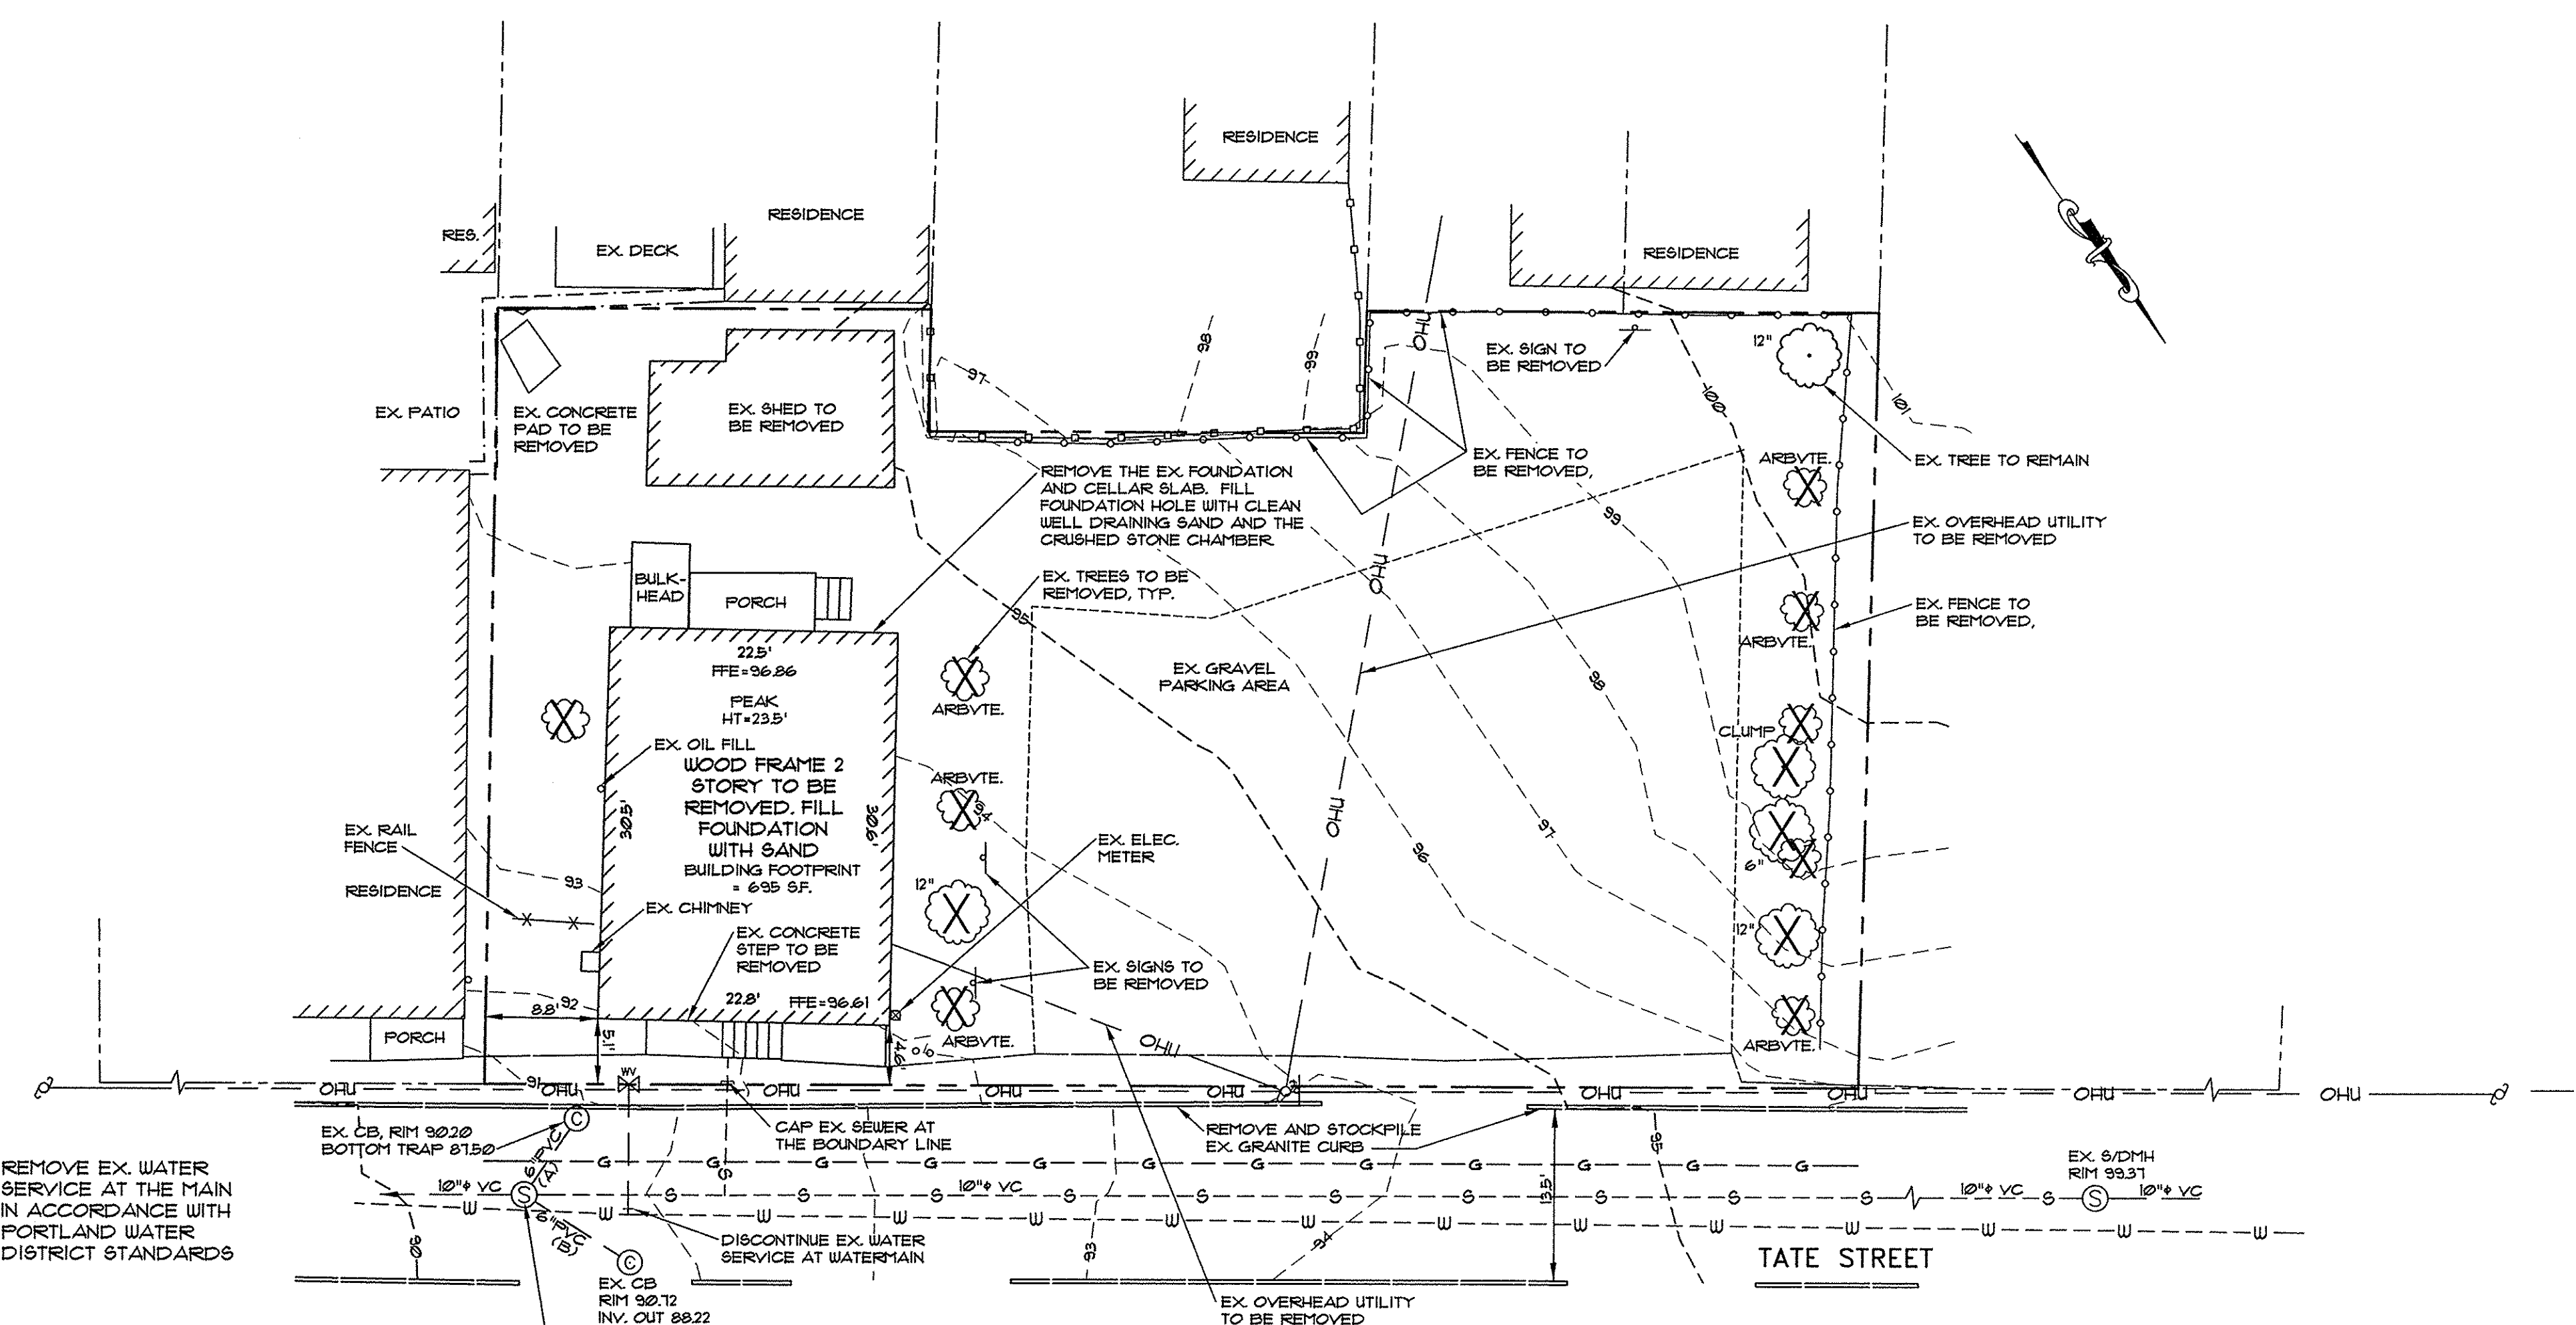 RESIDENCE
RESIDENCE
RES.
EX. DECK
RESIDENCE
12"
EX. SIGN TO
BE REMOVED
OHU
98
99
97
100
101
EX. PATIO
EX. CONCRETE
PAD TO BE
REMOVED
EX. SHED TO
BE REMOVED
REMOVE THE EX. FOUNDATION
AND CELLAR SLAB. FILL
FOUNDATION HOLE WITH CLEAN
WELL DRAINING SAND AND THE
CRUSHED STONE CHAMBER
EX. FENCE TO
BE REMOVED,
ARBVTE.
EX. TREE TO REMAIN
99
EX. OVERHEAD UTILITY
TO BE REMOVED
OHU
BULK-
HEAD
PORCH
EX. TREES TO BE
REMOVED, TYP.
95
EX. FENCE TO
BE REMOVED,
ARBVTE.
22.5'
FFE=96.86
PEAK
HT=23.5'
ARBVTE.
EX. GRAVEL
PARKING AREA
98
EX. OIL FILL
WOOD FRAME 2
STORY TO BE
REMOVED. FILL
FOUNDATION
WITH SAND
BUILDING FOOTPRINT
= 695 S.F.
30.5'
30.6'
ARBVTE.
94
CLUMP
OHU
97
96
6"
EX. RAIL
FENCE
EX. ELEC.
METER
RESIDENCE
93
EX. CHIMNEY
12"
12"
EX. CONCRETE
STEP TO BE
REMOVED
EX. SIGNS TO
BE REMOVED
22.8'
FFE=96.61
92
8.8'
5.1'
4.6'
PORCH
ARBVTE.
OHU
ARBVTE.
WV
91
OHU
OHU
OHU
OHU
OHU
OHU
OHU
OHU
OHU
EX. CB, RIM 90.20
BOTTOM TRAP 87.50
C
CAP EX. SEWER AT
THE BOUNDARY LINE
REMOVE AND STOCKPILE
EX. GRANITE CURB
95
13.5'
6"PVC
(A)
G G G G G G G G G G G G
EX. S/DMH
RIM 99.37
REMOVE EX. WATER
SERVICE AT THE MAIN
IN ACCORDANCE WITH
PORTLAND WATER
DISTRICT STANDARDS
10"ϕ VC
S
S
S S S
10"ϕ VC
S S S S S S S
10"ϕ VC
S
S
10"ϕ VC
W W W W W W W W W W W W W W
6"PVC
(B)
90
C
93
94
DISCONTINUE EX. WATER
SERVICE AT WATERMAIN
TATE STREET
EX. CB
RIM 90.72
INV. OUT 88.22
EX. OVERHEAD UTILITY
TO BE REMOVED